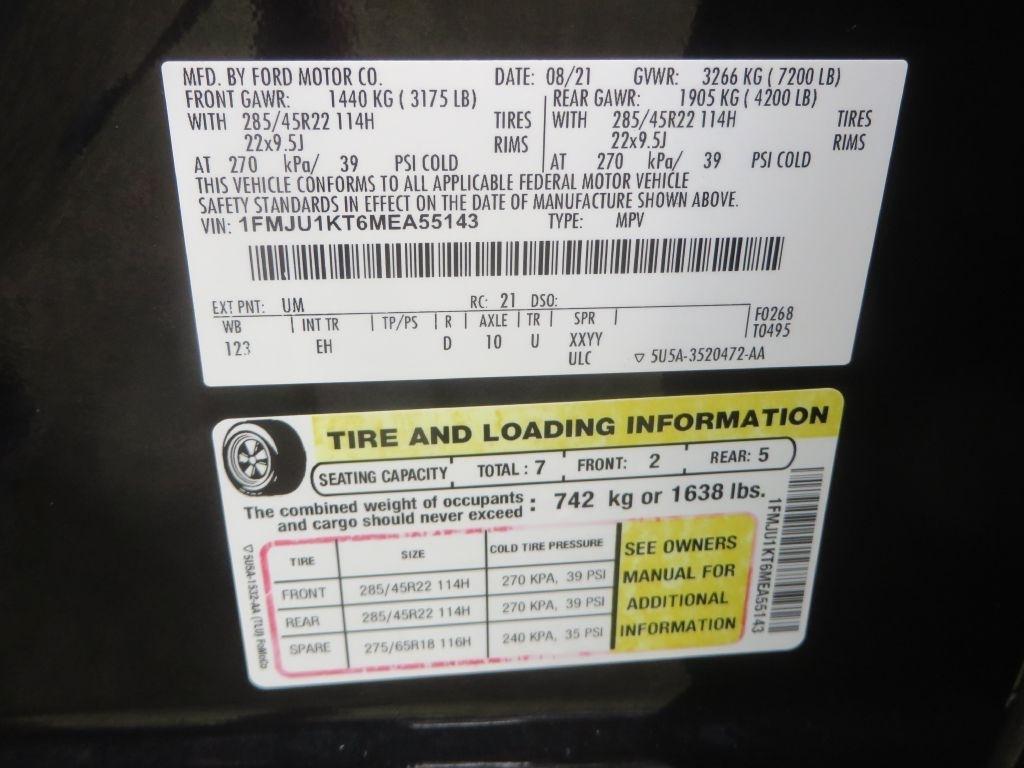 MFD. BY FORD MOTOR CO. DATE: 08/21 GVWR: 3266 KG ( 7200 LB)
FRONT GAWR: 1440 KG ( 3175 LB) REAR GAWR: 1905 KG ( 4200 LB)
WITH 285/45R22 114H TIRES WITH 285/45R22 114H TIRES
22x9.5J RIMS 22x9.5J RIMS
AT 270 kPa/ 39 PSI COLD AT 270 kPa/ 39 PSI COLD
THIS VEHICLE CONFORMS TO ALL APPLICABLE FEDERAL MOTOR VEHICLE
SAFETY STANDARDS IN EFFECT ON THE DATE OF MANUFACTURE SHOWN ABOVE.
VIN: 1FMJU1KT6MEA55143 TYPE: MPV
EXT PNT: UM RC: 21 DSO:
WB INT TR TP/PS R AXLE TR SPR F0268
T0495
123 EH D 10 U XXYY
ULC ▽ 5U5A-3520472-AA
TIRE AND LOADING INFORMATION
SEATING CAPACITY TOTAL : 7 FRONT: 2 REAR: 5
The combined weight of occupants
and cargo should never exceed : 742 kg or 1638 lbs.
TIRE SIZE COLD TIRE PRESSURE
FRONT 285/45R22 114H 270 KPA, 39 PSI
REAR 285/45R22 114H 270 KPA, 39 PSI
SPARE 275/65R18 116H 240 KPA, 35 PSI
SEE OWNERS
MANUAL FOR
ADDITIONAL
INFORMATION
1FMJU1KT6MEA55143
▽ 5U5A-1532-AA (TLU) FoMoCo